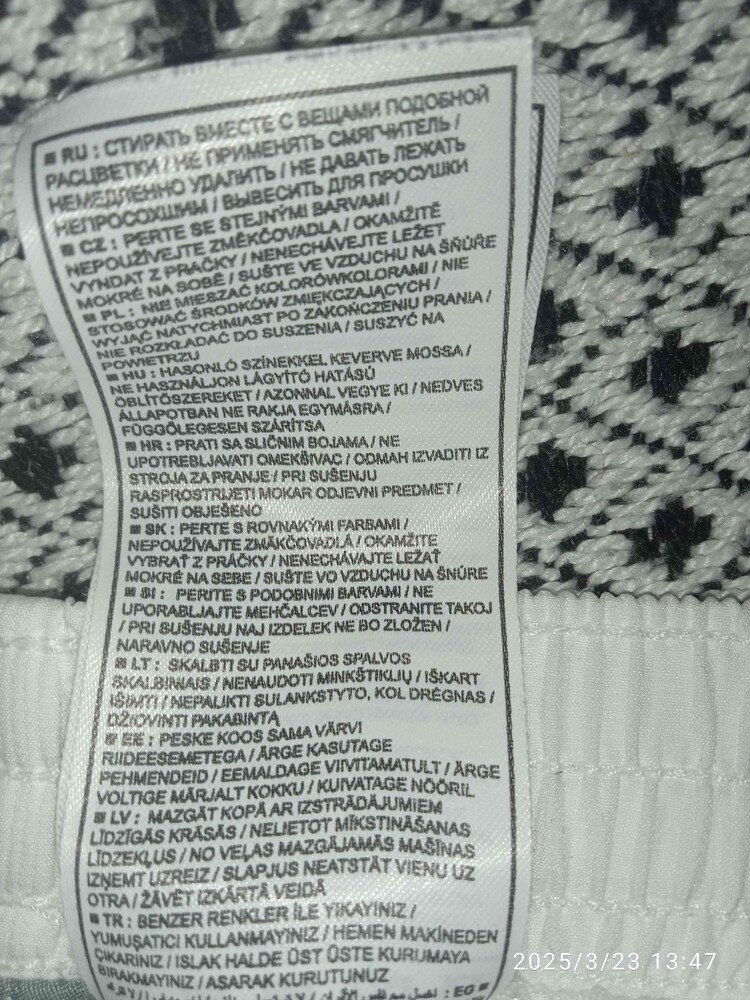 ■ RU : СТИРАТЬ ВМЕСТЕ С ВЕЩАМИ ПОДОБНОЙ
РАСЦВЕТКИ / НЕ ПРИМЕНЯТЬ СМЯГЧИТЕЛЬ /
НЕМЕДЛЕННО УДАЛИТЬ / НЕ ДАВАТЬ ЛЕЖАТЬ
НЕПРОСОХШИМ / ВЫВЕСИТЬ ДЛЯ ПРОСУШКИ
■ CZ : PERTE SE STEJNÝMI BARVAMI /
NEPOUŽÍVEJTE ZMĚKČOVADLA / OKAMŽITĚ
VYNDAT Z PRAČKY / NENECHÁVEJTE LEŽET
MOKRÉ NA SOBĚ / SUŠTE VE VZDUCHU NA ŠŇŮŘE
■ PL : NIE MIESZAĆ KOLORÓWKOLORAMI / NIE
STOSOWAĆ ŚRODKÓW ZMIĘKCZAJĄCYCH /
WYJĄĆ NATYCHMIAST PO ZAKOŃCZENIU PRANIA /
NIE ROZKŁADAĆ DO SUSZENIA / SUSZYĆ NA
POWIETRZU
■ HU : HASONLÓ SZÍNEKKEL KEVERVE MOSSA /
NE HASZNÁLJON LÁGYÍTÓ HATÁSÚ
ÖBLÍTŐSZEREKET / AZONNAL VEGYE KI / NEDVES
ÁLLAPOTBAN NE RAKJA EGYMÁSRA /
FÜGGŐLEGESEN SZÁRÍTSA
■ HR : PRATI SA SLIČNIM BOJAMA / NE
UPOTREBLJAVATI OMEKŠIVAC / ODMAH IZVADITI IZ
STROJA ZA PRANJE / PRI SUŠENJU
RASPROSTRIJETI MOKAR ODJEVNI PREDMET /
SUŠITI OBJEŠENO
■ SK : PERTE S ROVNAKÝMI FARBAMI /
NEPOUŽÍVAJTE ZMÄKČOVADLÁ / OKAMŽITE
VYBRAŤ Z PRÁČKY / NENECHÁVAJTE LEŽAŤ
MOKRÉ NA SEBE / SUŠTE VO VZDUCHU NA ŠNÚRE
■ SI : PERITE S PODOBNIMI BARVAMI / NE
UPORABLJAJTE MEHČALCEV / ODSTRANITE TAKOJ
/ PRI SUŠENJU NAJ IZDELEK NE BO ZLOŽEN /
NARAVNO SUŠENJE
■ LT : SKALBTI SU PANAŠIOS SPALVOS
SKALBINIAIS / NENAUDOTI MINKŠTIKLIŲ / IŠKART
IŠIMTI / NEPALIKTI SULANKSTYTO, KOL DRĖGNAS /
DŽIOVINTI PAKABINTĄ
■ EE : PESKE KOOS SAMA VÄRVI
RIIDEESEMETEGA / ÄRGE KASUTAGE
PEHMENDEID / EEMALDAGE VIIVITAMATULT / ÄRGE
VOLTIGE MÄRJALT KOKKU / KUIVATAGE NÖÖRIL
■ LV : MAZGĀT KOPĀ AR IZSTRĀDĀJUMIEM
LĪDZĪGĀS KRĀSĀS / NELIETOT MĪKSTINĀŠANAS
LĪDZEKĻUS / NO VEĻAS MAZGĀJAMĀS MAŠĪNAS
IZŅEMT UZREIZ / SLAPJUS NEATSTĀT VIENU UZ
OTRA / ŽĀVĒT IZKĀRTĀ VEIDĀ
■ TR : BENZER RENKLER İLE YIKAYINIZ /
YUMUŞATICI KULLANMAYINIZ / HEMEN MAKİNEDEN
ÇIKARINIZ / ISLAK HALDE ÜST ÜSTE KURUMAYA
BIRAKMAYINIZ / ASARAK KURUTUNUZ
EG : ■
2025/3/23 13:47